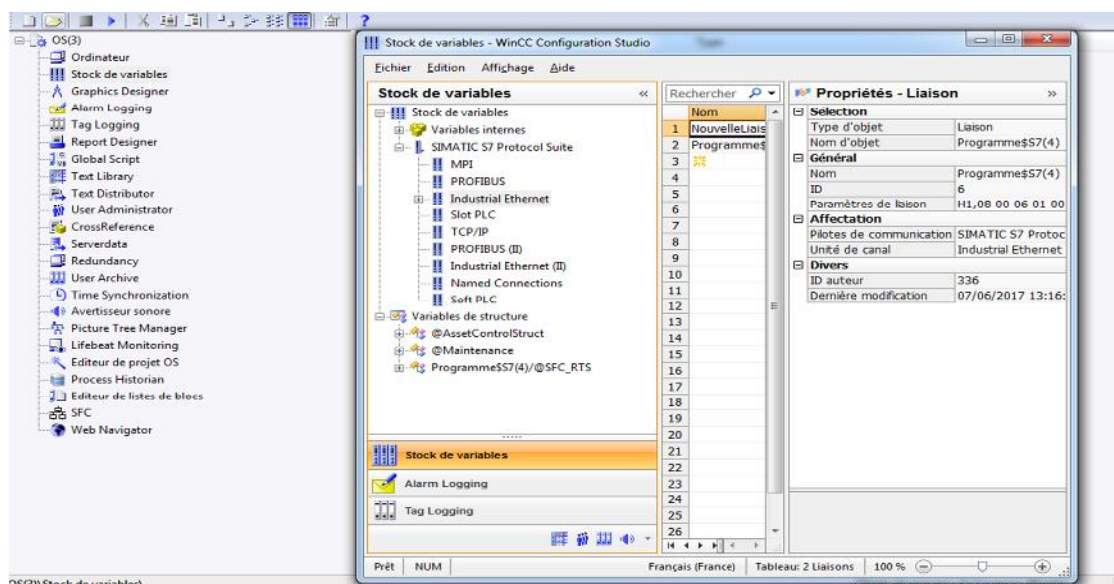 OS(3)
Ordinateur
Stock de variables
Graphics Designer
Alarm Logging
Tag Logging
Report Designer
Global Script
Text Library
Text Distributor
User Administrator
CrossReference
Serverdata
Redundancy
User Archive
Time Synchronization
Avertisseur sonore
Picture Tree Manager
Lifebeat Monitoring
Editeur de projet OS
Process Historian
Editeur de listes de blocs
SFC
Web Navigator
Stock de variables - WinCC Configuration Studio
Fichier Edition Affichage Aide
Stock de variables «
Stock de variables
Variables internes
SIMATIC S7 Protocol Suite
MPI
PROFIBUS
Industrial Ethernet
Slot PLC
TCP/IP
PROFIBUS (II)
Industrial Ethernet (II)
Named Connections
Soft PLC
Variables de structure
@AssetControlStruct
@Maintenance
Programme$S7(4)/@SFC_RTS
Stock de variables
Alarm Logging
Tag Logging
Rechercher
Nom
1 NouvelleLiais
2 Programme$
3
4
5
6
7
8
9
10
11
12
13
14
15
16
17
18
19
20
21
22
23
24
25
26
Propriétés - Liaison »
Sélection
Type d'objet Liaison
Nom d'objet Programme$S7(4)
Général
Nom Programme$S7(4)
ID 6
Paramètres de liaison H1,08 00 06 01 00
Affectation
Pilotes de communication SIMATIC S7 Protoc
Unité de canal Industrial Ethernet
Divers
ID auteur 336
Dernière modification 07/06/2017 13:16:
Prêt NUM Français (France) Tableau: 2 Liaisons 100 %